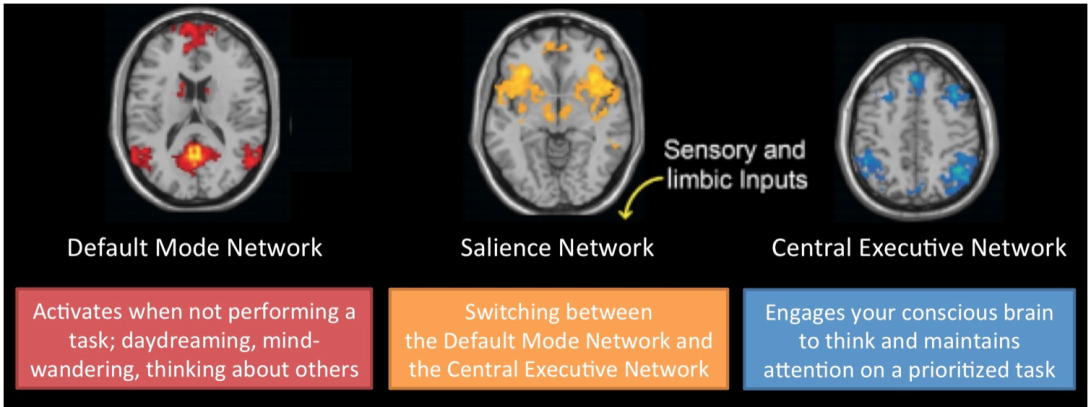 Sensory and
limbic Inputs
Default Mode Network
Salience Network
Central Executive Network
Activates when not performing a
task; daydreaming, mind-
wandering, thinking about others
Switching between
the Default Mode Network and
the Central Executive Network
Engages your conscious brain
to think and maintains
attention on a prioritized task